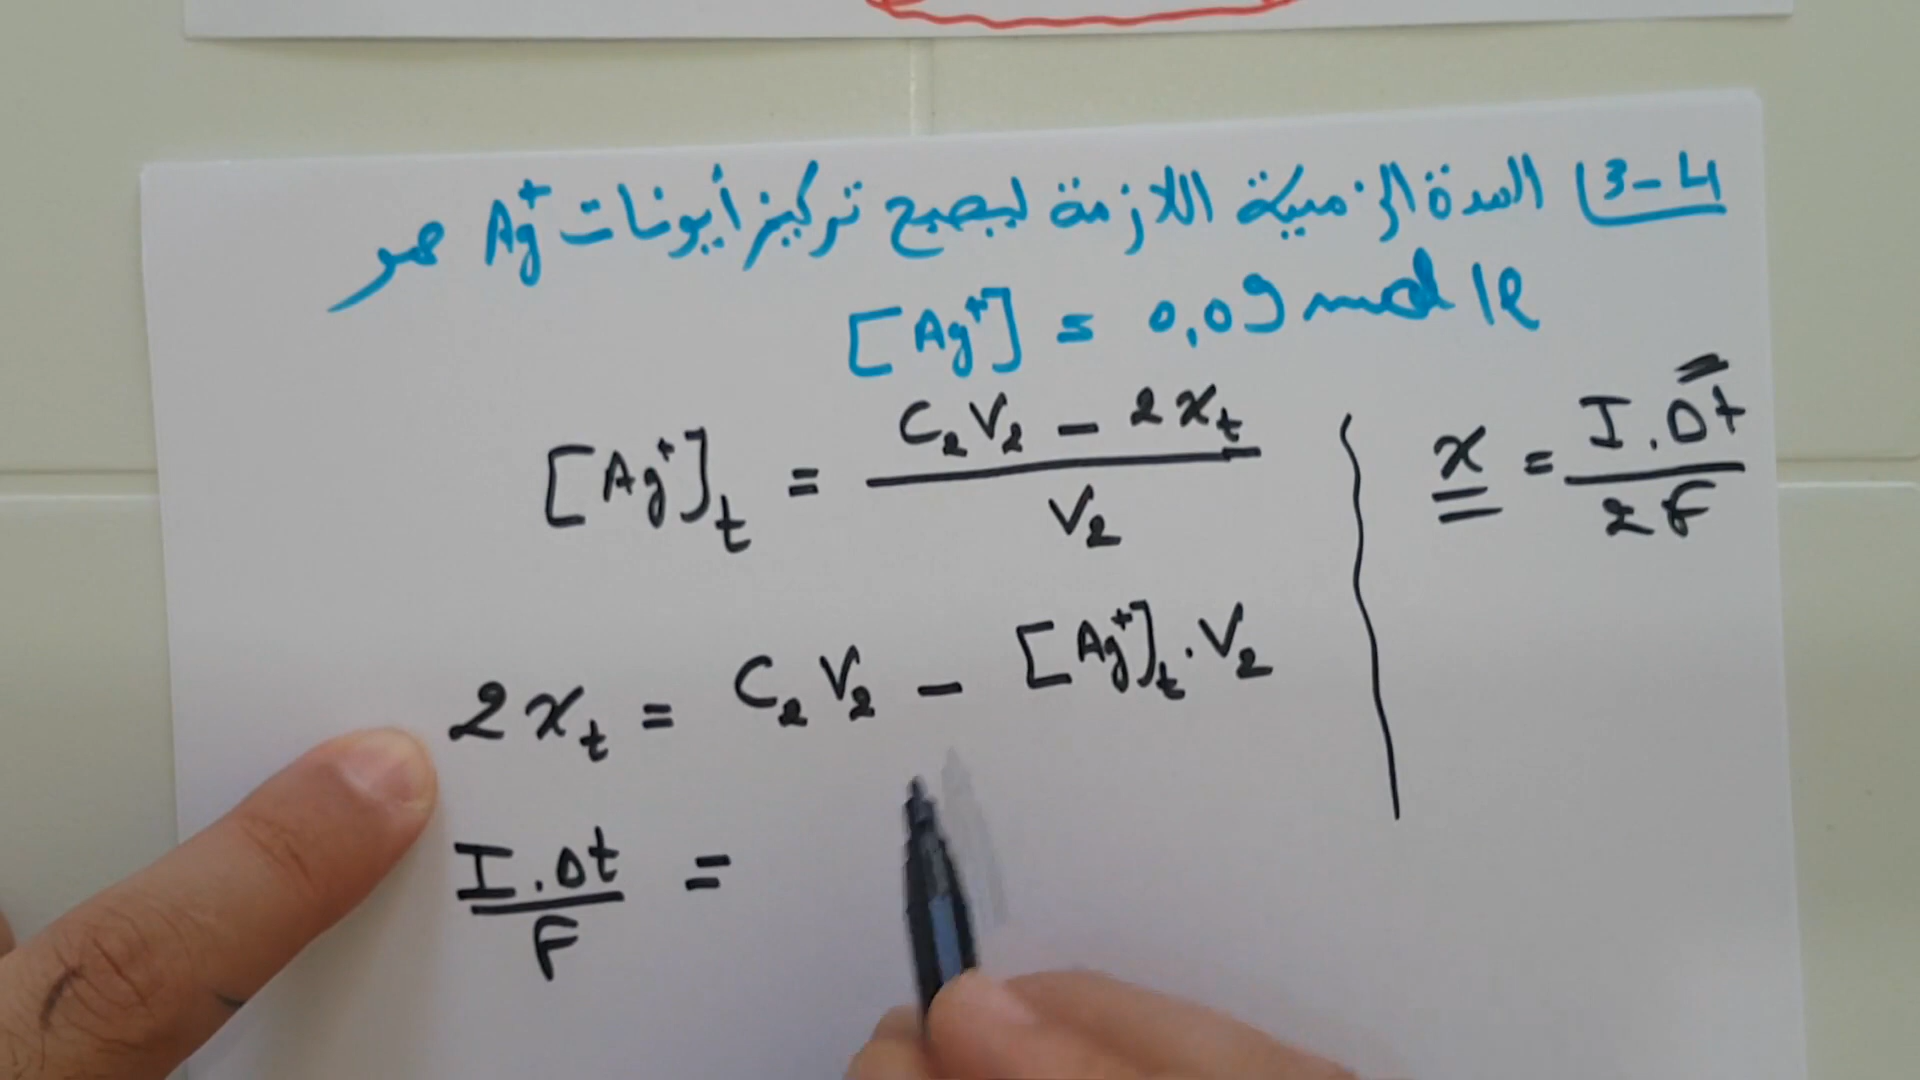 3-4) المدة الزمنية اللازمة ليصبح تركيز أيونات Ag⁺ هو
[Ag⁺] = 0,09 mol/l
[Ag⁺]t = (C₂V₂ - 2xt) / V₂
x = I.Δt / 2F
2xt = C₂V₂ - [Ag⁺]t.V₂
I.Δt / F =